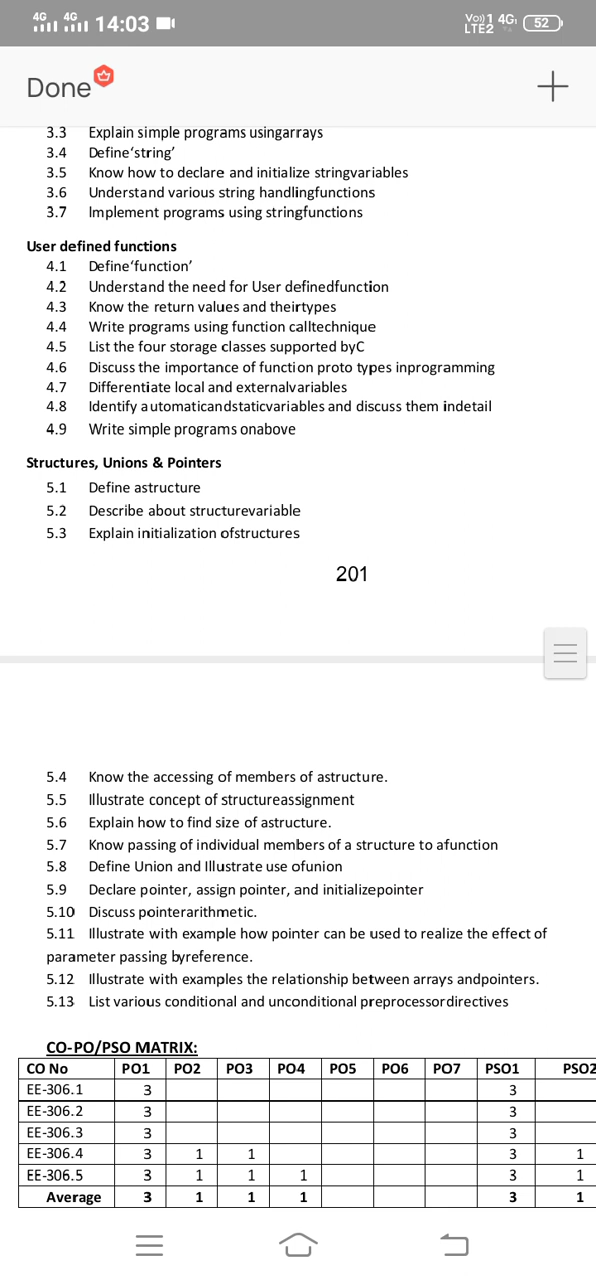 4G 4G 14:03 Vo))1 4G LTE2 52
Done
3.3 Explain simple programs usingarrays
3.4 Define‘string’
3.5 Know how to declare and initialize stringvariables
3.6 Understand various string handlingfunctions
3.7 Implement programs using stringfunctions
User defined functions
4.1 Define‘function’
4.2 Understand the need for User definedfunction
4.3 Know the return values and theirtypes
4.4 Write programs using function calltechnique
4.5 List the four storage classes supported byC
4.6 Discuss the importance of function proto types inprogramming
4.7 Differentiate local and externalvariables
4.8 Identify automaticandstaticvariables and discuss them indetail
4.9 Write simple programs onabove
Structures, Unions & Pointers
5.1 Define astructure
5.2 Describe about structurevariable
5.3 Explain initialization ofstructures
201
5.4 Know the accessing of members of astructure.
5.5 Illustrate concept of structureassignment
5.6 Explain how to find size of astructure.
5.7 Know passing of individual members of a structure to afunction
5.8 Define Union and Illustrate use ofunion
5.9 Declare pointer, assign pointer, and initializepointer
5.10 Discuss pointerarithmetic.
5.11 Illustrate with example how pointer can be used to realize the effect of
parameter passing byreference.
5.12 Illustrate with examples the relationship between arrays andpointers.
5.13 List various conditional and unconditional preprocessordirectives
CO-PO/PSO MATRIX:
CO No PO1 PO2 PO3 PO4 PO5 PO6 PO7 PSO1 PSO2
EE-306.1 3 3
EE-306.2 3 3
EE-306.3 3 3
EE-306.4 3 1 1 3 1
EE-306.5 3 1 1 1 3 1
Average 3 1 1 1 3 1